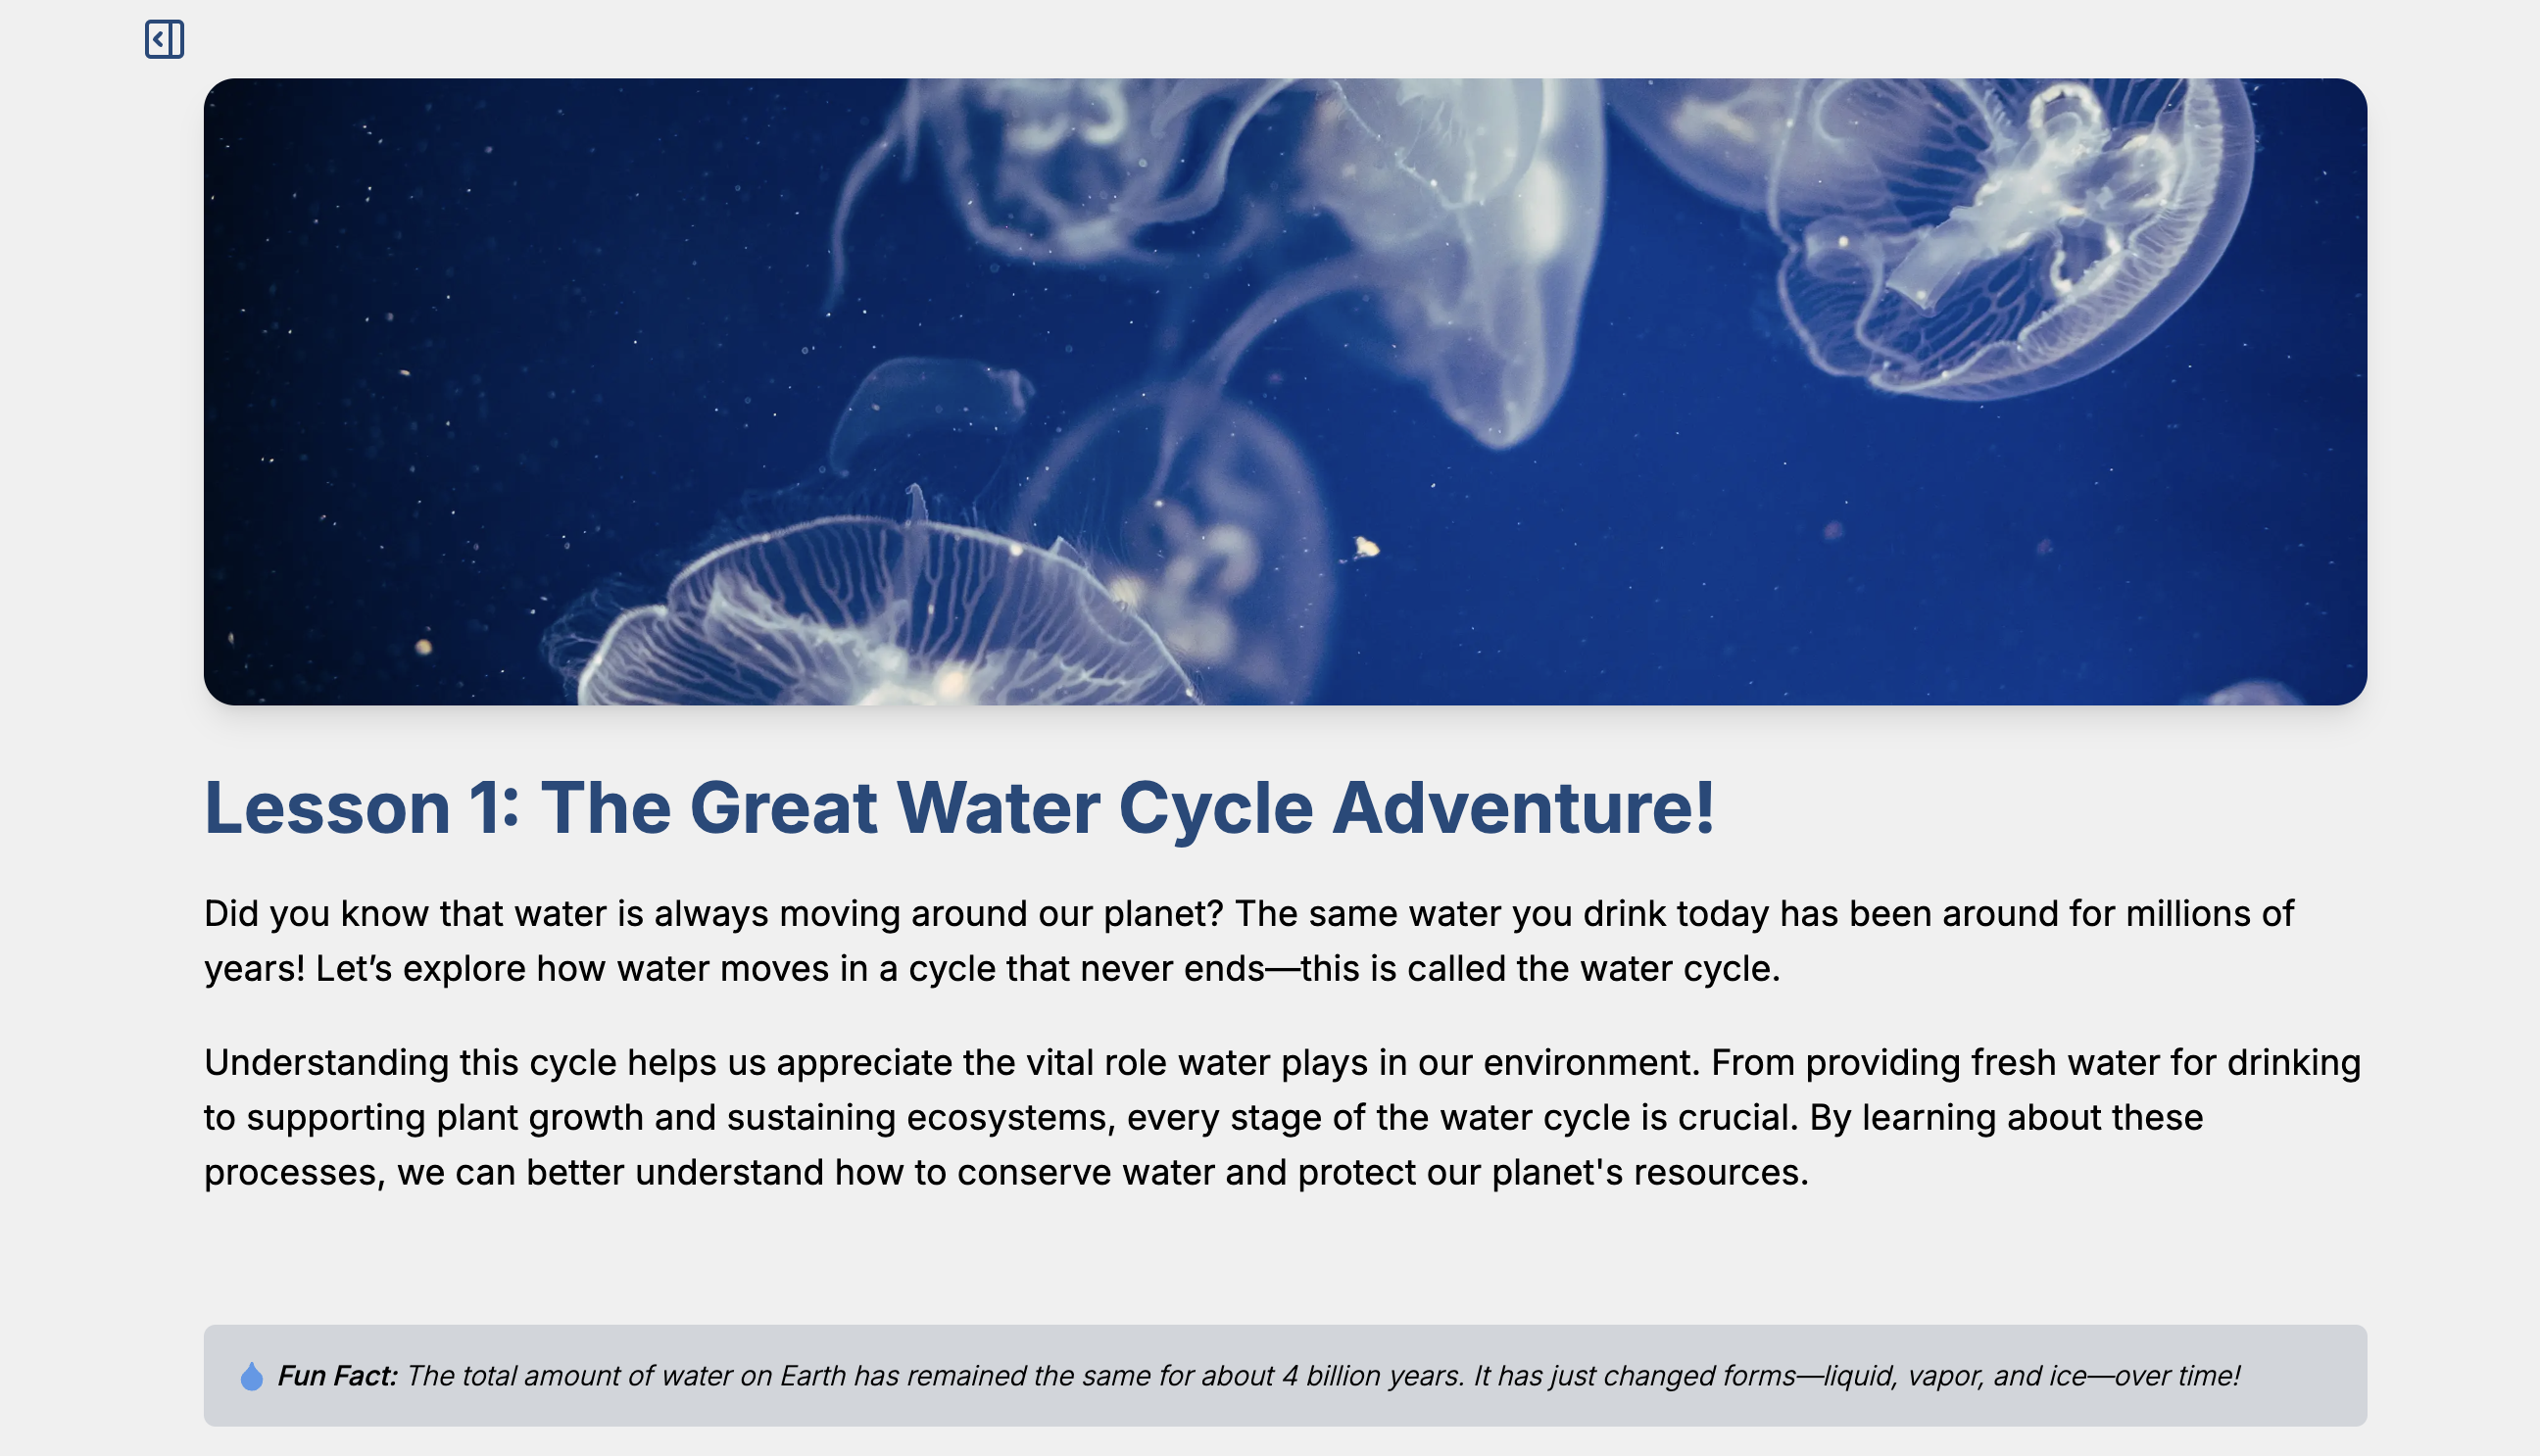 Lesson 1: The Great Water Cycle Adventure!
Did you know that water is always moving around our planet? The same water you drink today has been around for millions of
years! Let’s explore how water moves in a cycle that never ends—this is called the water cycle.
Understanding this cycle helps us appreciate the vital role water plays in our environment. From providing fresh water for drinking
to supporting plant growth and sustaining ecosystems, every stage of the water cycle is crucial. By learning about these
processes, we can better understand how to conserve water and protect our planet's resources.
Fun Fact: The total amount of water on Earth has remained the same for about 4 billion years. It has just changed forms—liquid, vapor, and ice—over time!